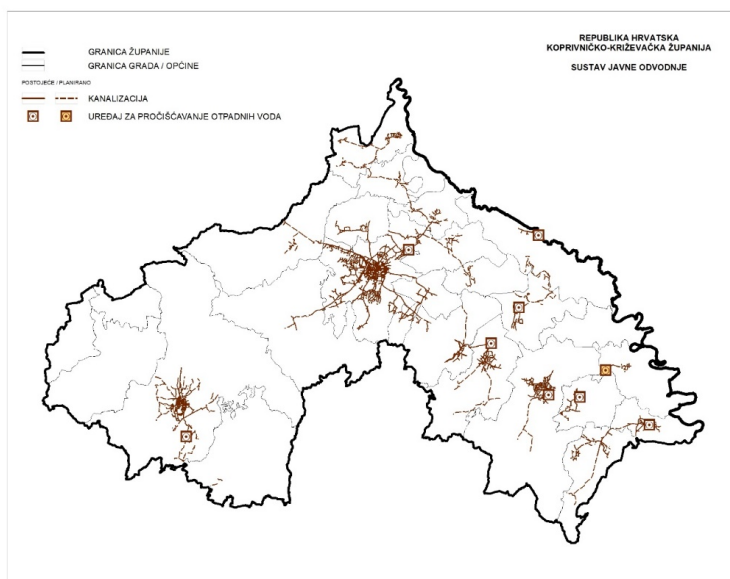 REPUBLIKA HRVATSKA
KOPRIVNIČKO-KRIŽEVAČKA ŽUPANIJA
SUSTAV JAVNE ODVODNJE
GRANICA ŽUPANIJE
GRANICA GRADA / OPĆINE
POSTOJEĆE / PLANIRANO
KANALIZACIJA
UREĐAJ ZA PROČIŠĆAVANJE OTPADNIH VODA